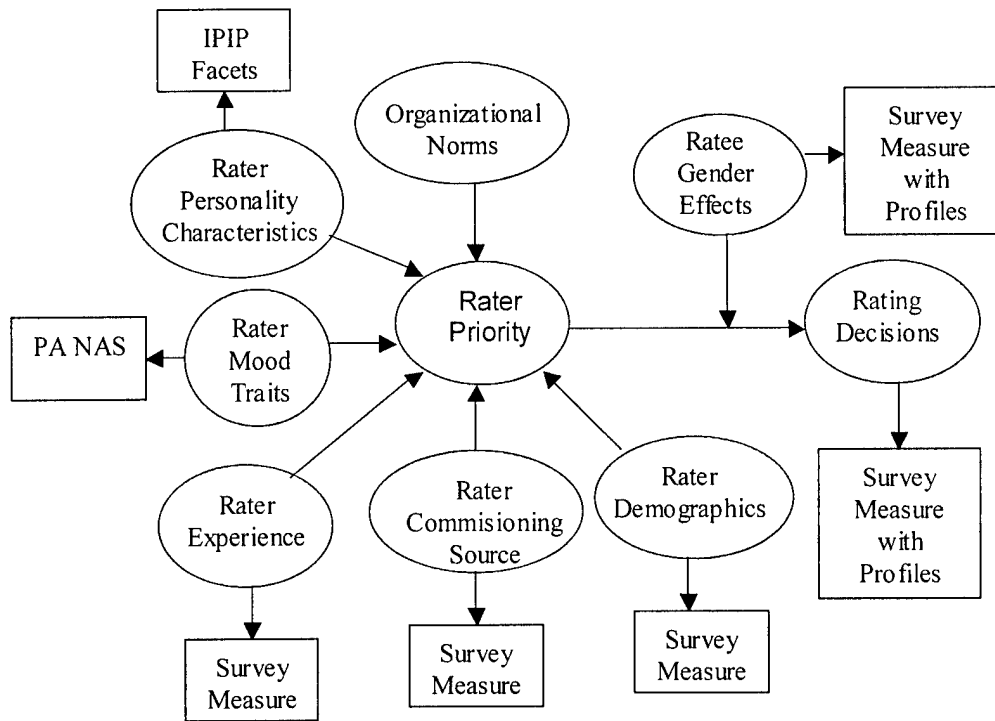 IPIP
Facets
Organizational
Norms
Ratee
Gender
Effects
Survey
Measure
with
Profiles
Rater
Personality
Characteristics
Rater
Priority
Rating
Decisions
PA NAS
Rater
Mood
Traits
Rater
Experience
Rater
Commisioning
Source
Rater
Demographics
Survey
Measure
with
Profiles
Survey
Measure
Survey
Measure
Survey
Measure